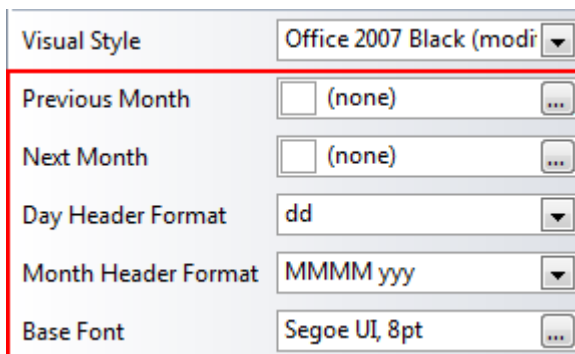 Visual Style Office 2007 Black (modif
Previous Month (none) ...
Next Month (none) ...
Day Header Format dd
Month Header Format MMMM yyy
Base Font Segoe UI, 8pt ...